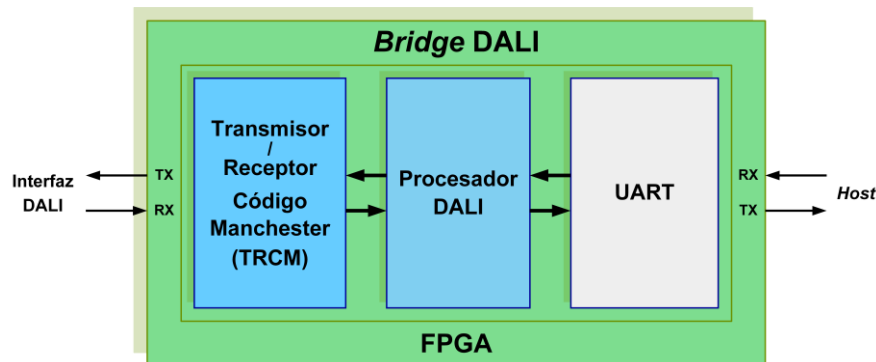 Bridge DALI
Transmisor
/
Receptor
Código
Manchester
(TRCM)
Procesador
DALI
UART
Interfaz
DALI
TX
RX
RX
TX
Host
FPGA